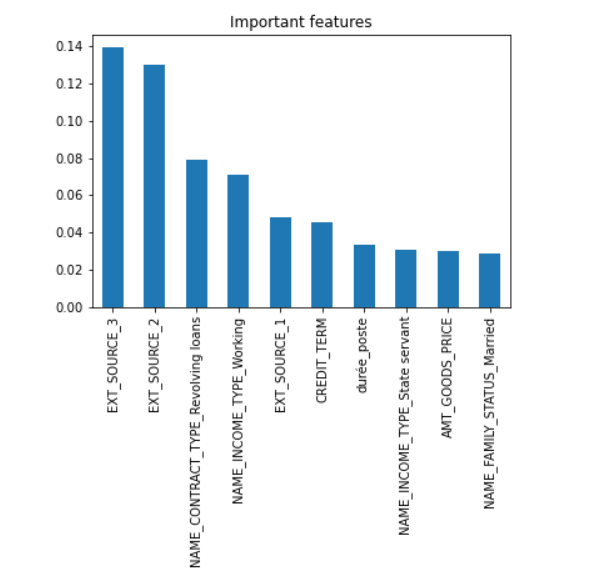 Important features
0.14
0.12
0.10
0.08
0.06
0.04
0.02
0.00
EXT_SOURCE_3
EXT_SOURCE_2
NAME_CONTRACT_TYPE_Revolving loans
NAME_INCOME_TYPE_Working
EXT_SOURCE_1
CREDIT_TERM
durée_poste
NAME_INCOME_TYPE_State servant
AMT_GOODS_PRICE
NAME_FAMILY_STATUS_Married